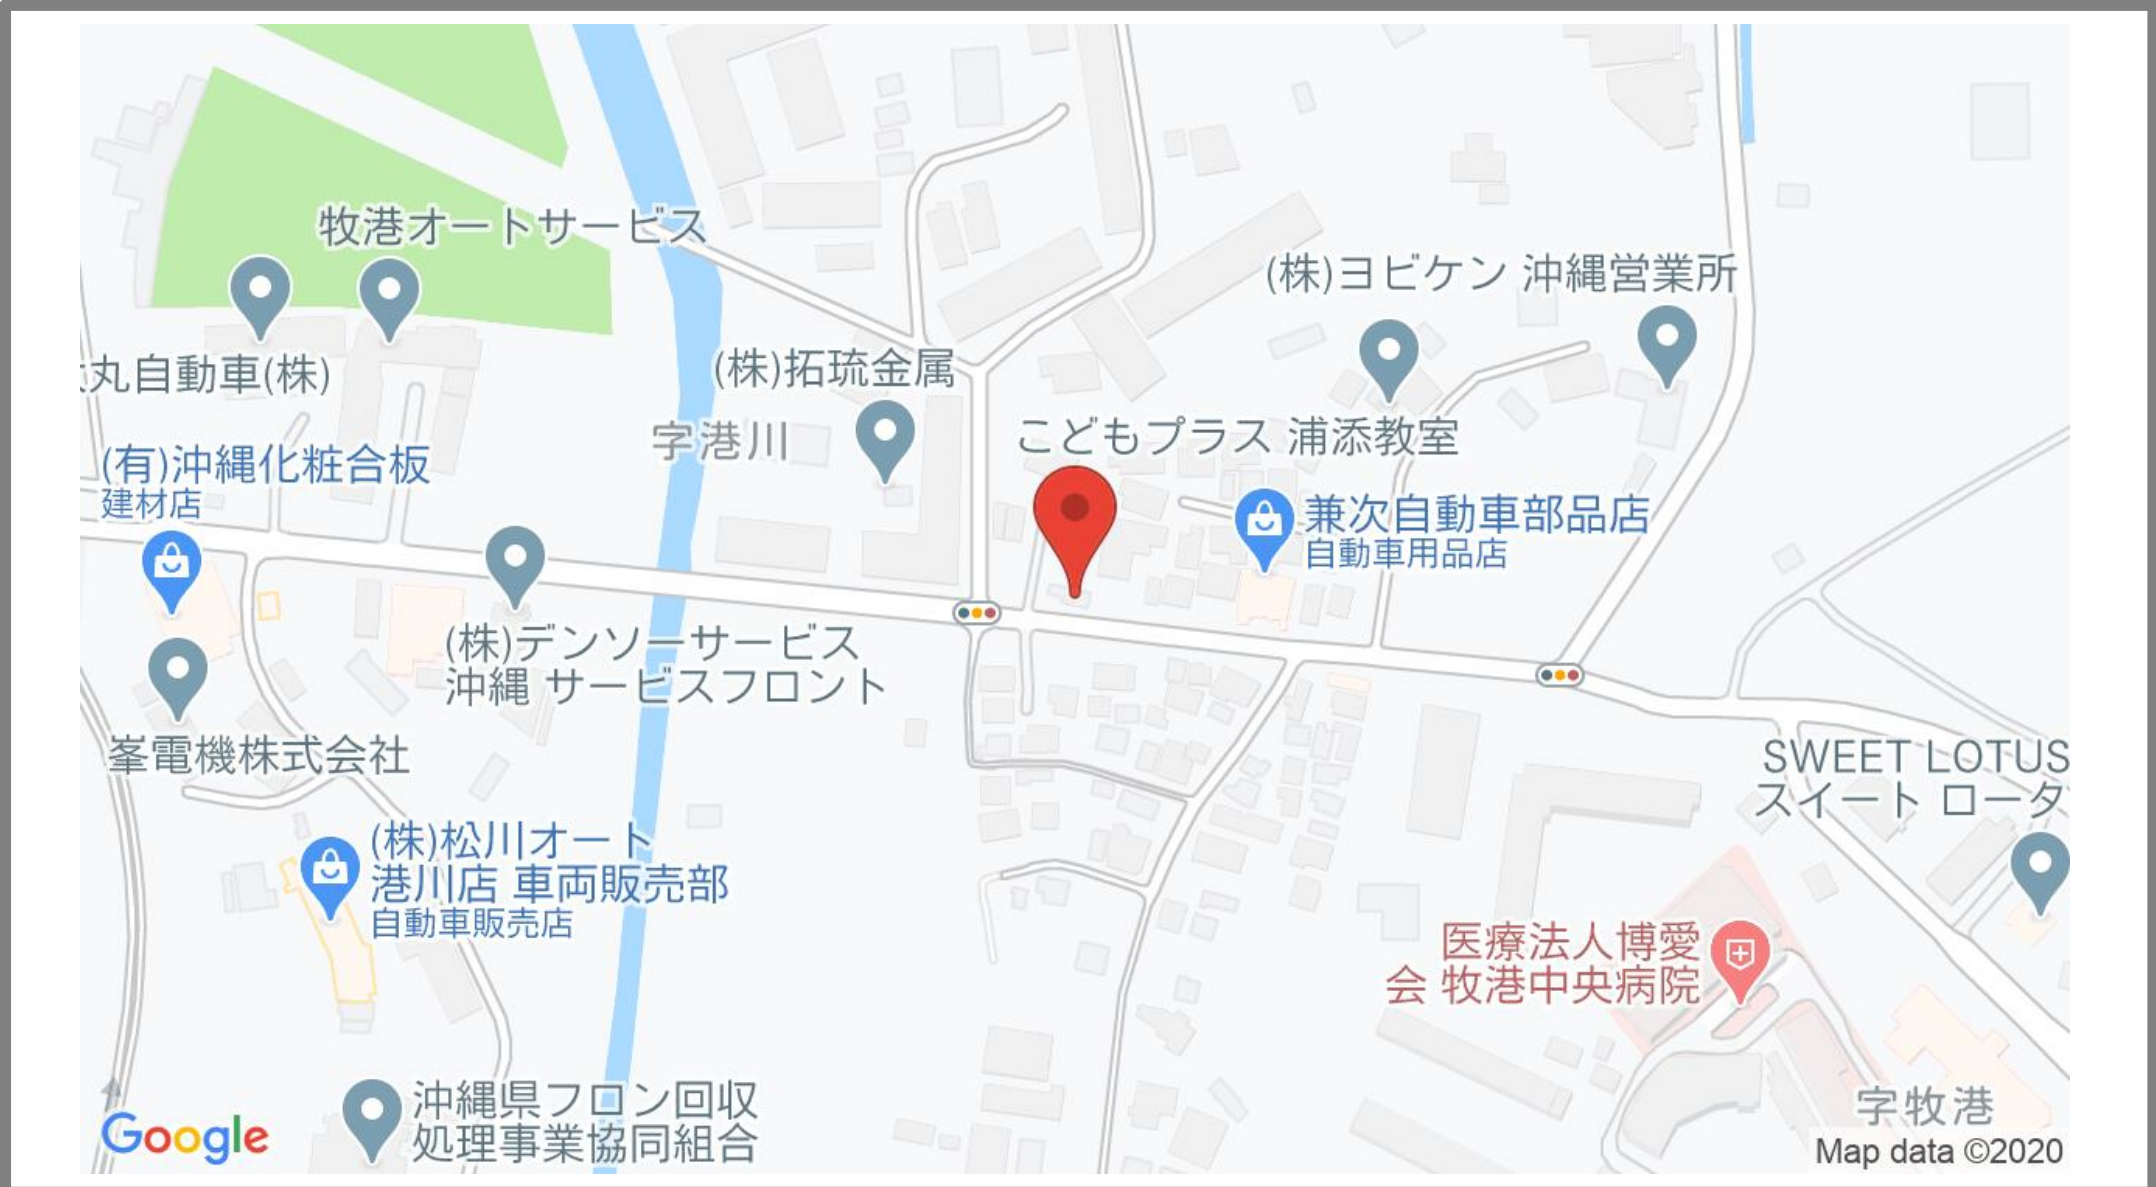 牧港オートサービス
(株)ヨビケン 沖縄営業所
丸自動車(株)
(株)拓琉金属
字港川
こどもプラス 浦添教室
(有)沖縄化粧合板
建材店
兼次自動車部品店
自動車用品店
(株)デンソーサービス
沖縄 サービスフロント
峯電機株式会社
SWEET LOTUS
スイート ロータ
(株)松川オート
港川店 車両販売部
自動車販売店
医療法人博愛
会 牧港中央病院
沖縄県フロン回収
処理事業協同組合
字牧港
Google
Map data ©2020